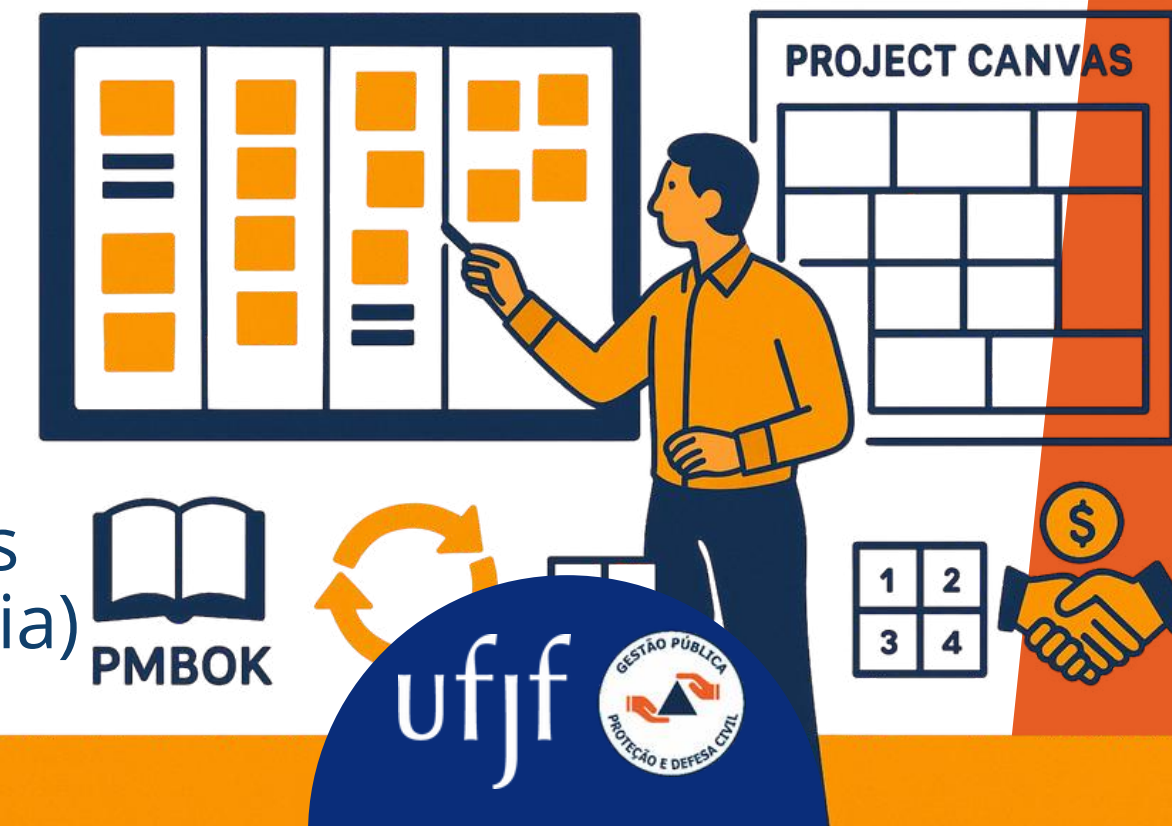 PROJECT CANVAS
s
ia)
PMBOK
1 2
3 4
$
ufjf
GESTÃO PÚBLICA
PROTEÇÃO E DEFESA CIVIL